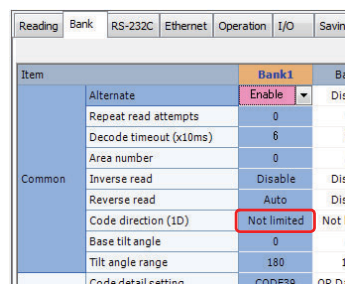 Reading Bank RS-232C Ethernet Operation I/O
Item Bank1
Alternate Enable
Repeat read attempts 0
Decode timeout (x10ms) 6
Area number 0
Common Inverse read Disable
Reverse read Auto
Code direction (1D) Not limited Not
Base tilt angle 0
Tilt angle range 180
Code detail setting CODE39